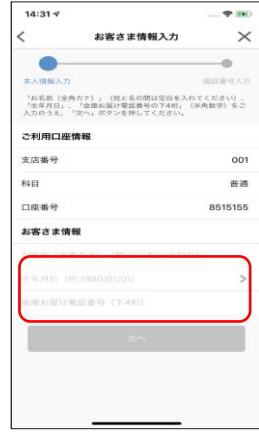 14:31
お客さま情報入力
本人情報入力
暗証番号入力
「お名前（全角カナ）」（姓と名の間は空白を入れてください）、
「生年月日」、「金庫お届け電話番号の下4桁」（半角数字）をご
入力のうえ、「次へ」ボタンを押してください。
ご利用口座情報
支店番号 001
科目 普通
口座番号 8515155
お客さま情報
生年月日（例:1980/01/01)
金庫お届け電話番号（下4桁）
次へ